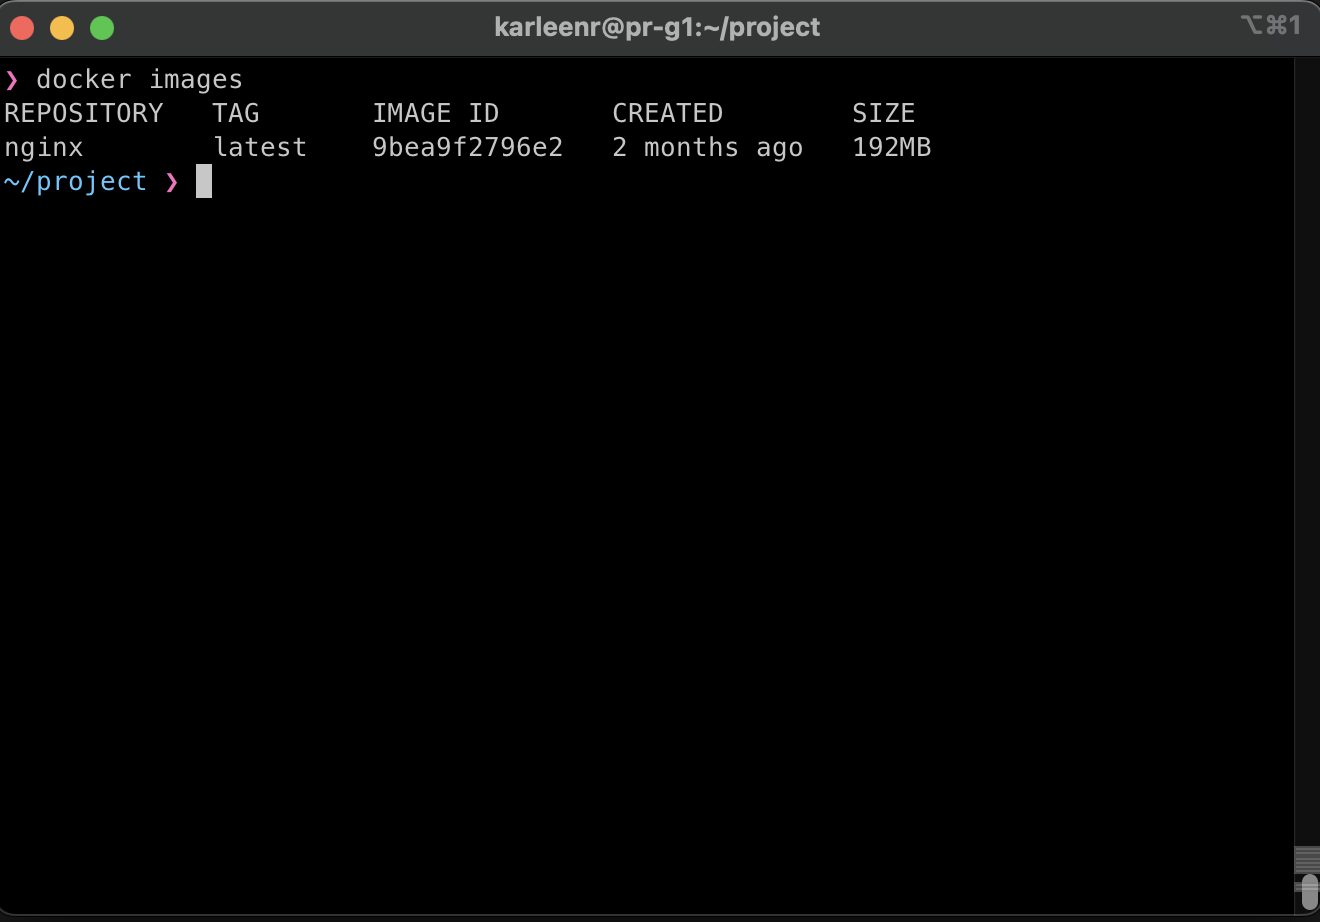 karleenr@pr-g1:~/project ⌥⌘1
❯ docker images
REPOSITORY   TAG       IMAGE ID       CREATED        SIZE
nginx        latest    9bea9f2796e2   2 months ago   192MB
~/project ❯